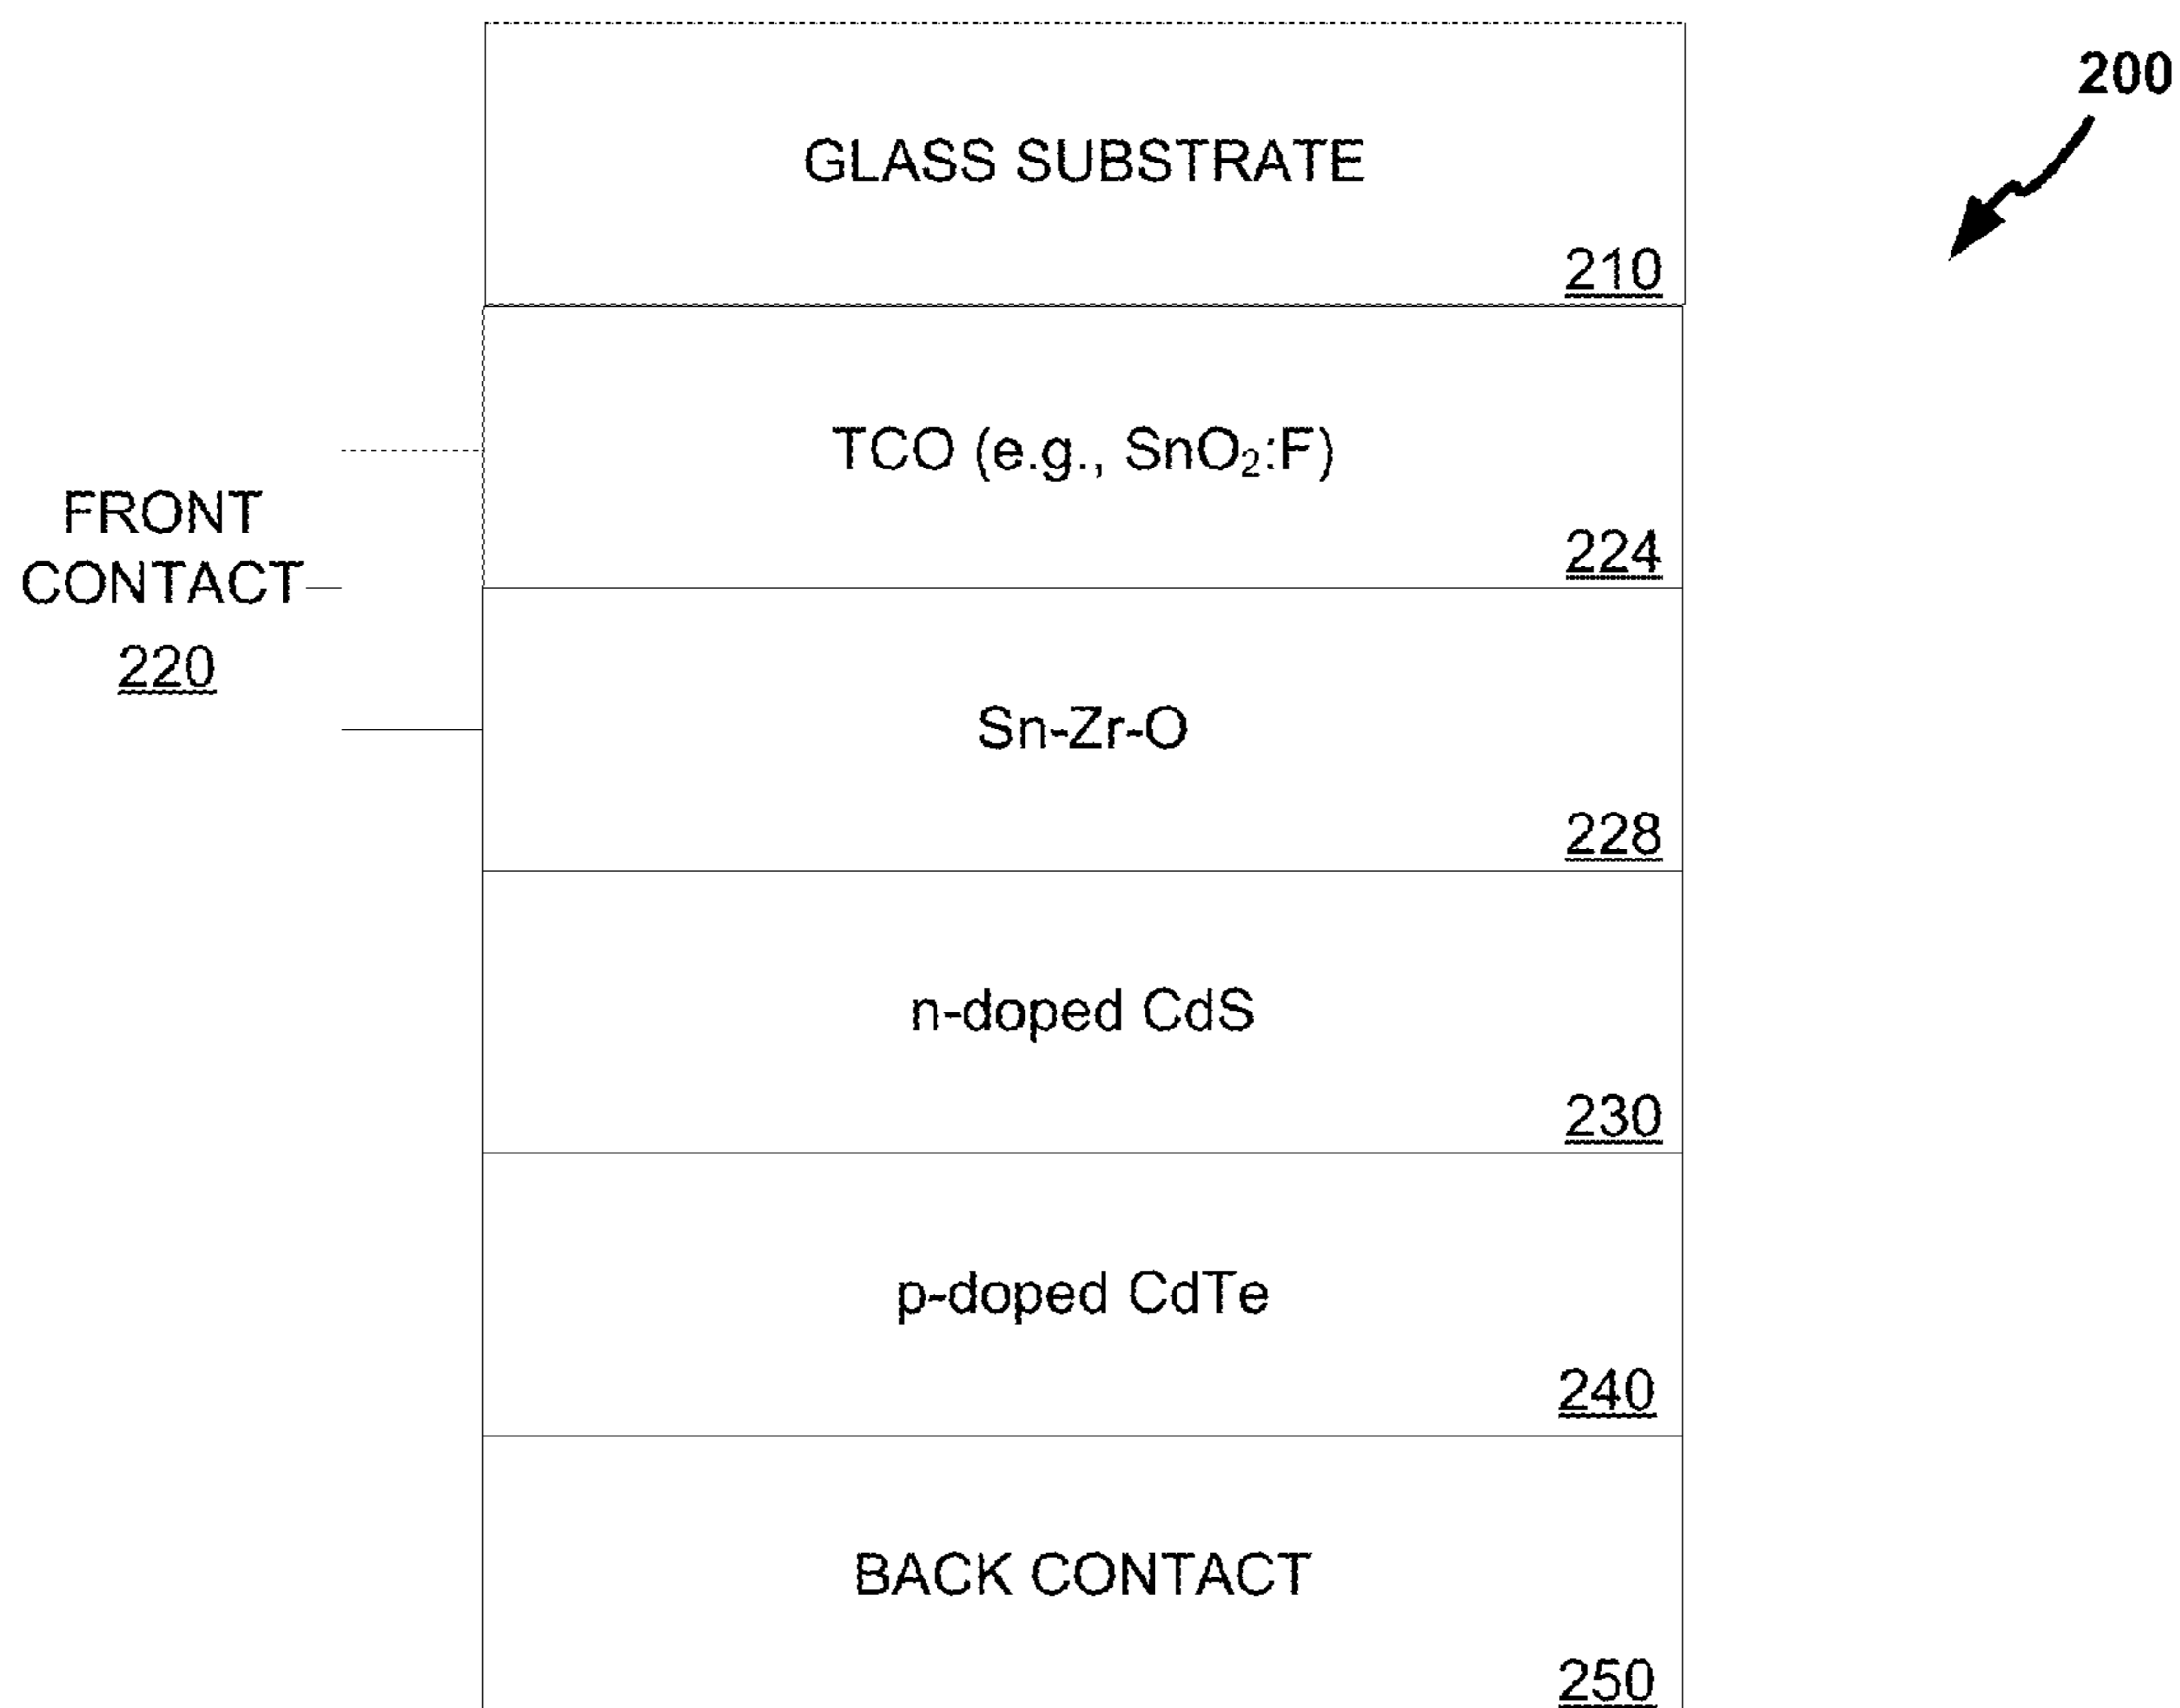 200
GLASS SUBSTRATE
210
TCO (e.g., SnO₂:F)
224
FRONT
CONTACT
220
Sn-Zr-O
228
n-doped CdS
230
p-doped CdTe
240
BACK CONTACT
250